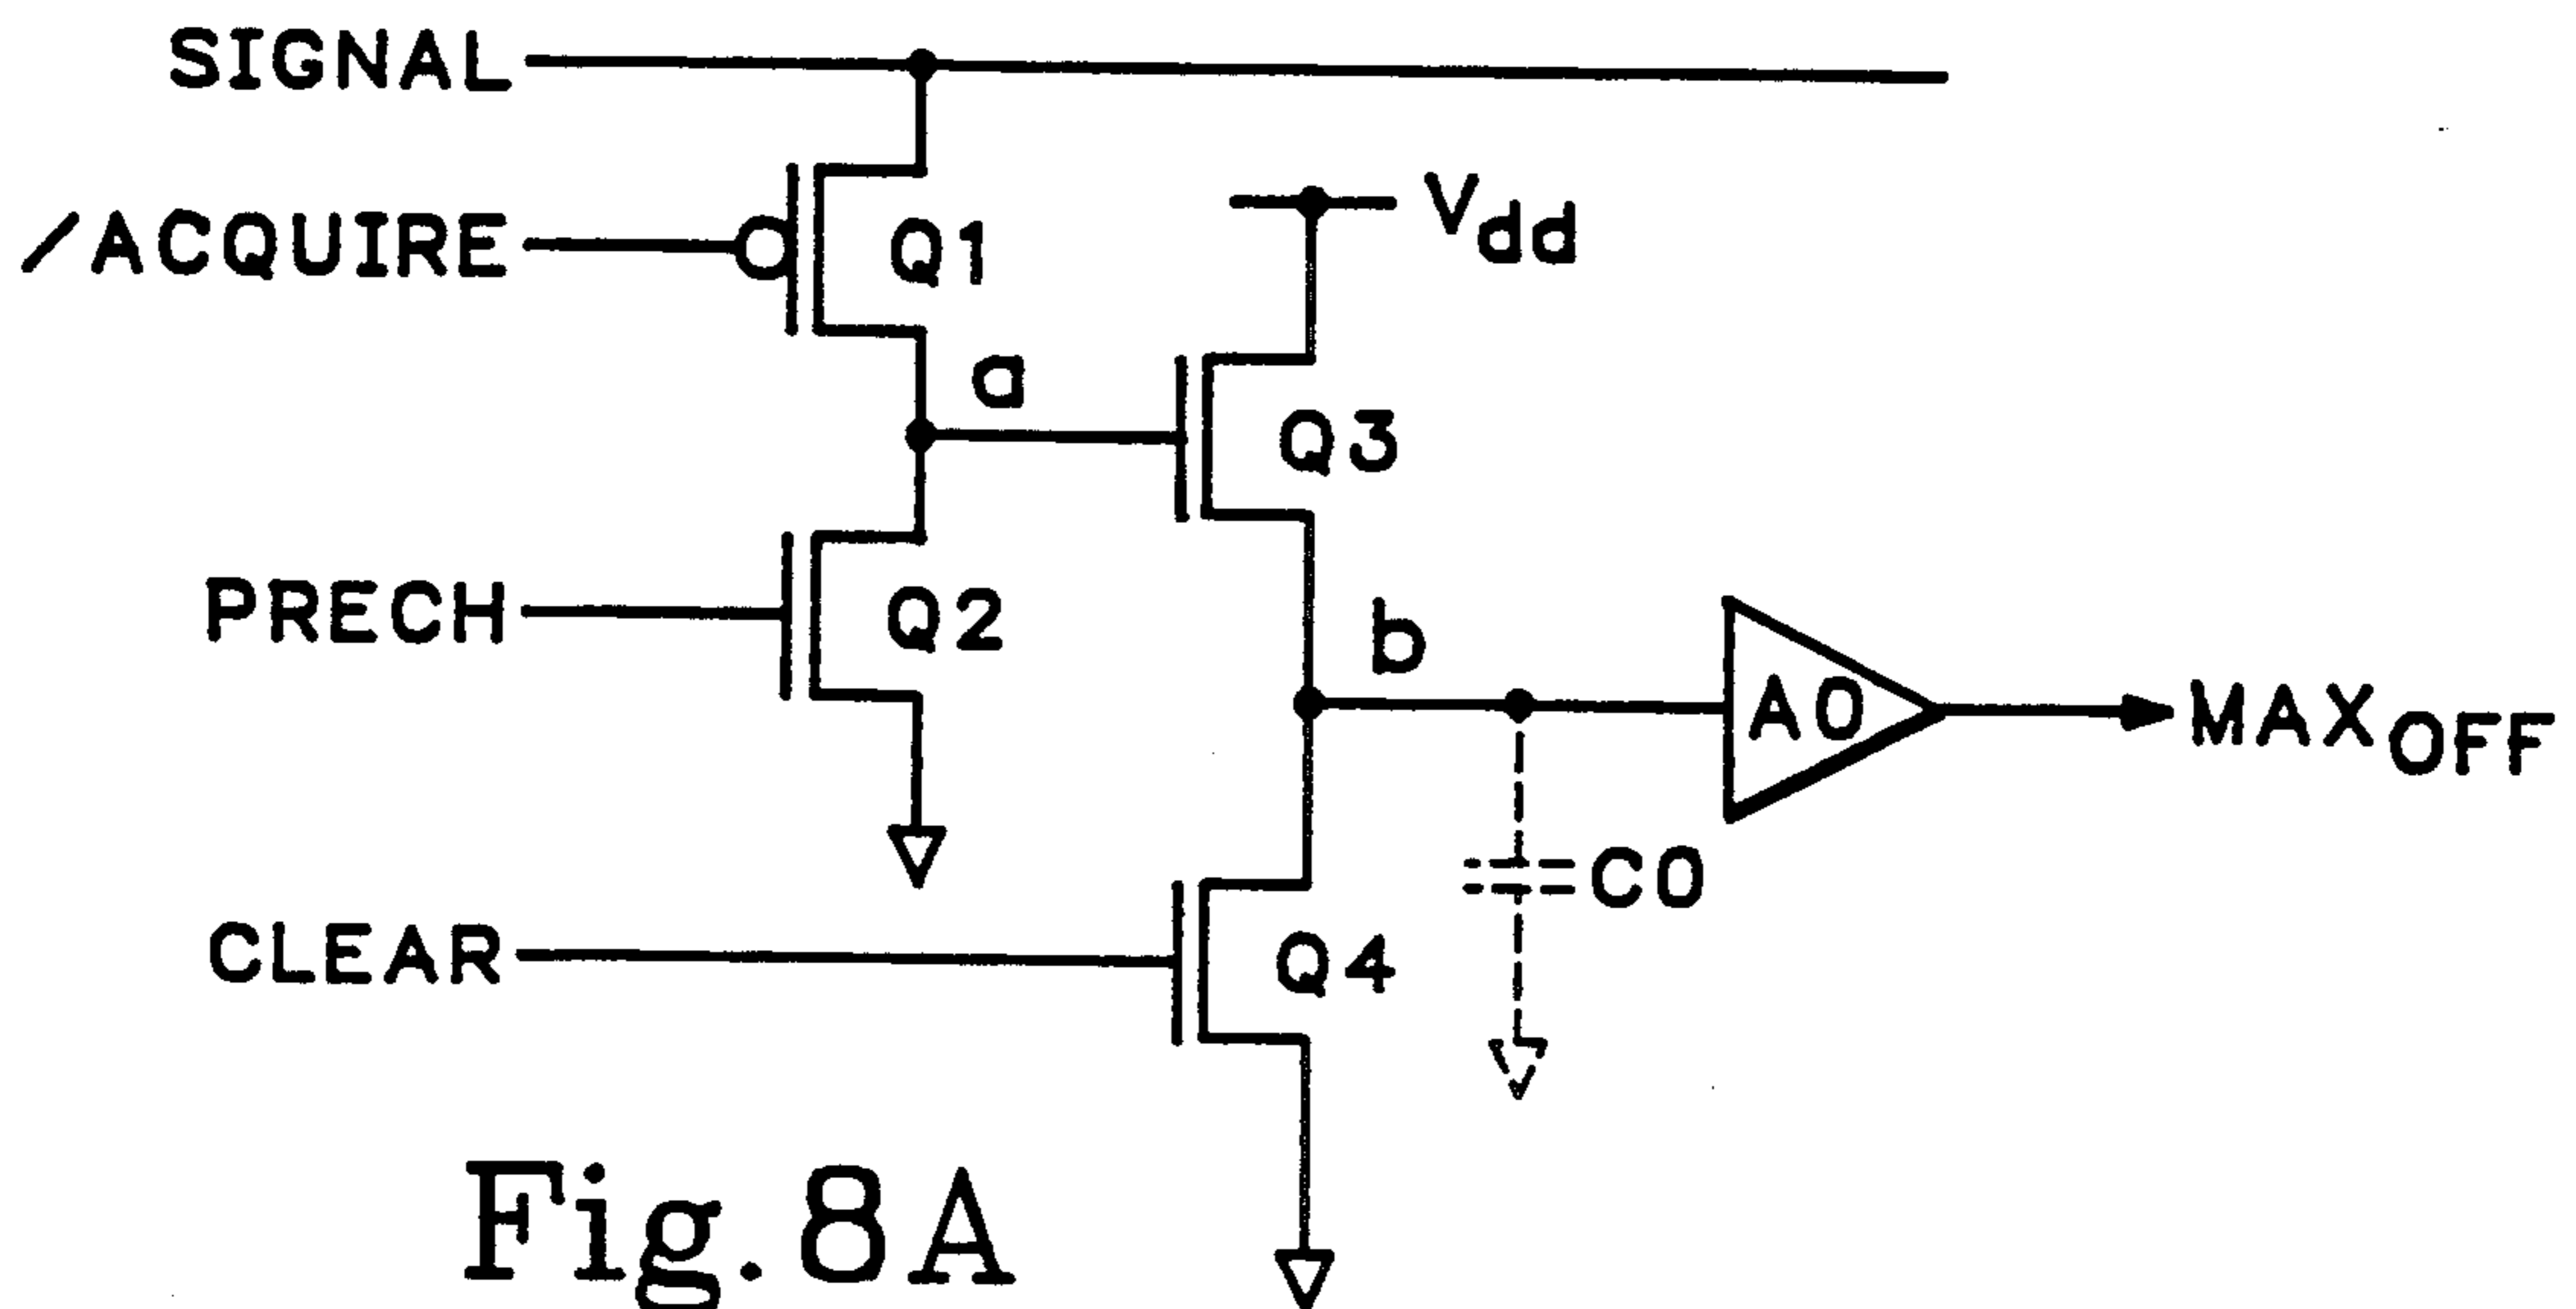 SIGNAL
/ACQUIRE
Q1
Vdd
a
Q3
PRECH
Q2
b
A0
MAXOFF
C0
CLEAR
Q4
Fig. 8A